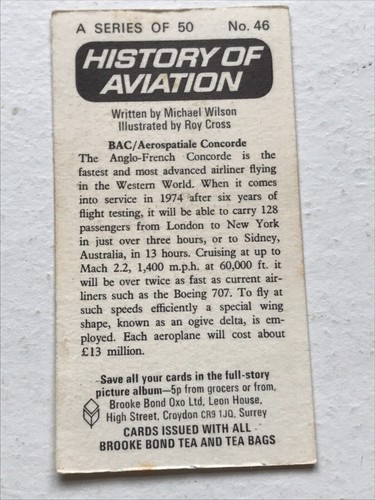 A SERIES OF 50 No. 46
HISTORY OF
AVIATION
Written by Michael Wilson
Illustrated by Roy Cross
BAC/Aerospatiale Concorde
The Anglo-French Concorde is the
fastest and most advanced airliner flying
in the Western World. When it comes
into service in 1974 after six years of
flight testing, it will be able to carry 128
passengers from London to New York
in just over three hours, or to Sidney,
Australia, in 13 hours. Cruising at up to
Mach 2.2, 1,400 m.p.h. at 60,000 ft. it
will be over twice as fast as current air-
liners such as the Boeing 707. To fly at
such speeds efficiently a special wing
shape, known as an ogive delta, is em-
ployed. Each aeroplane will cost about
£13 million.
Save all your cards in the full-story
picture album—5p from grocers or from,
Brooke Bond Oxo Ltd, Leon House,
High Street, Croydon CR9 1JQ, Surrey
CARDS ISSUED WITH ALL
BROOKE BOND TEA AND TEA BAGS